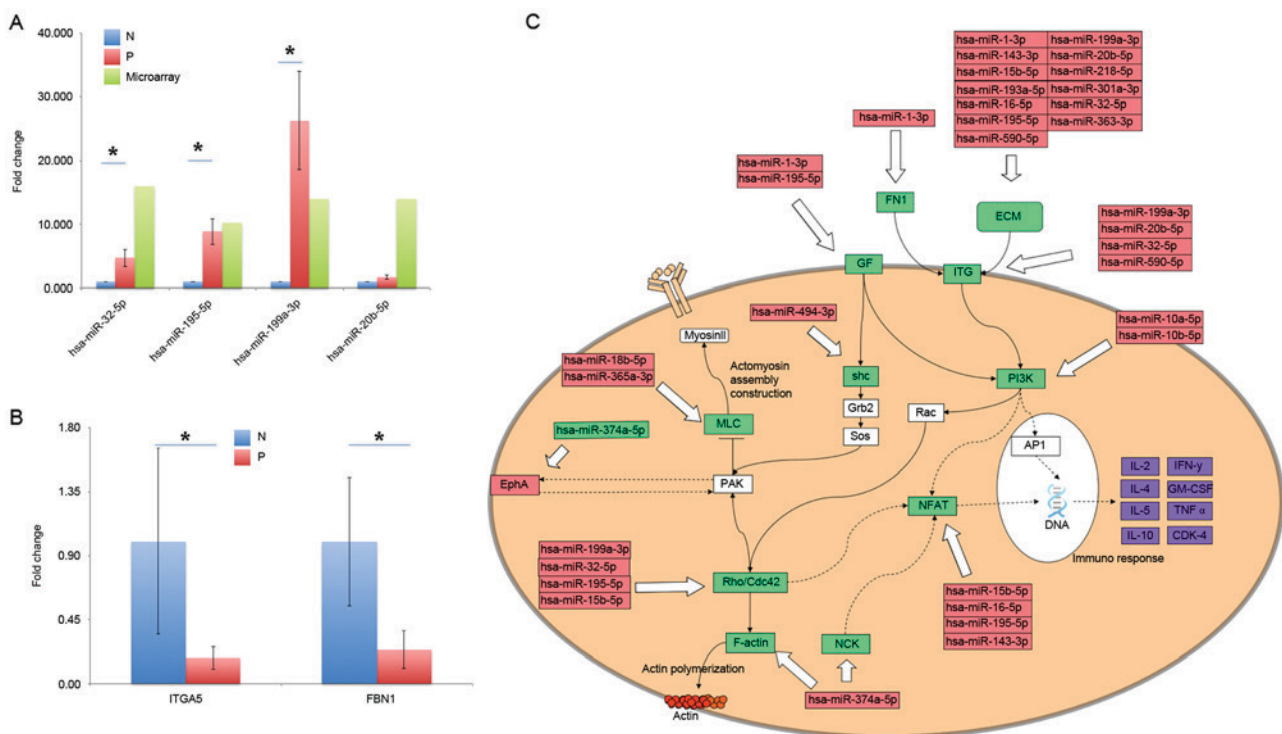 A
40.000
30.000
20.000
10.000
0.000
Fold change
N
P
Microarray
*
*
*
hsa-miR-32-5p
hsa-miR-195-5p
hsa-miR-199a-3p
hsa-miR-20b-5p
B
1.80
1.35
0.90
0.45
0.00
Fold change
N
P
*
*
ITGA5
FBN1
C
hsa-miR-1-3p hsa-miR-199a-3p
hsa-miR-143-3p hsa-miR-20b-5p
hsa-miR-15b-5p hsa-miR-218-5p
hsa-miR-193a-5p hsa-miR-301a-3p
hsa-miR-16-5p hsa-miR-32-5p
hsa-miR-195-5p hsa-miR-363-3p
hsa-miR-590-5p
hsa-miR-1-3p
hsa-miR-1-3p
hsa-miR-195-5p
FN1
ECM
hsa-miR-199a-3p
hsa-miR-20b-5p
hsa-miR-32-5p
hsa-miR-590-5p
GF
ITG
hsa-miR-494-3p
hsa-miR-10a-5p
hsa-miR-10b-5p
MyosinII
hsa-miR-18b-5p
hsa-miR-365a-3p
Actomyosin
assembly
construction
shc
PI3K
Grb2
Rac
MLC
hsa-miR-374a-5p
Sos
AP1
EphA
PAK
NFAT
DNA
IL-2 IFN-y
IL-4 GM-CSF
IL-5 TNF α
IL-10 CDK-4
Immuno response
hsa-miR-199a-3p
hsa-miR-32-5p
hsa-miR-195-5p
hsa-miR-15b-5p
Rho/Cdc42
hsa-miR-15b-5p
hsa-miR-16-5p
hsa-miR-195-5p
hsa-miR-143-3p
F-actin
NCK
Actin polymerization
hsa-miR-374a-5p
Actin